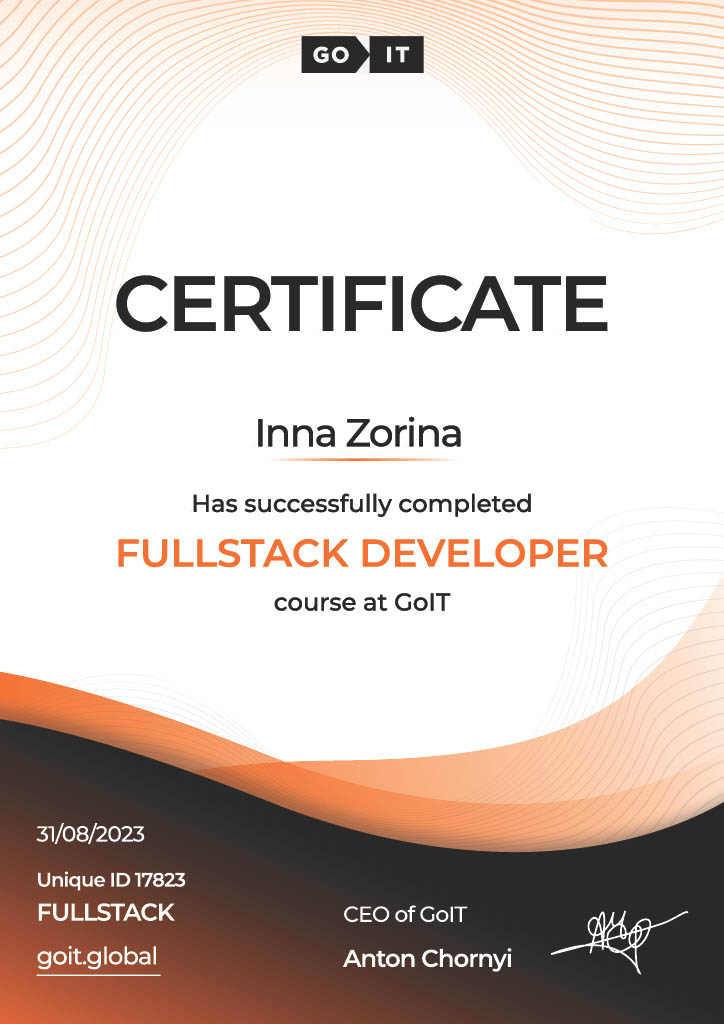 GO IT
CERTIFICATE
Inna Zorina
Has successfully completed
FULLSTACK DEVELOPER
course at GoIT
31/08/2023
Unique ID 17823
FULLSTACK
goit.global
CEO of GoIT
Anton Chornyi